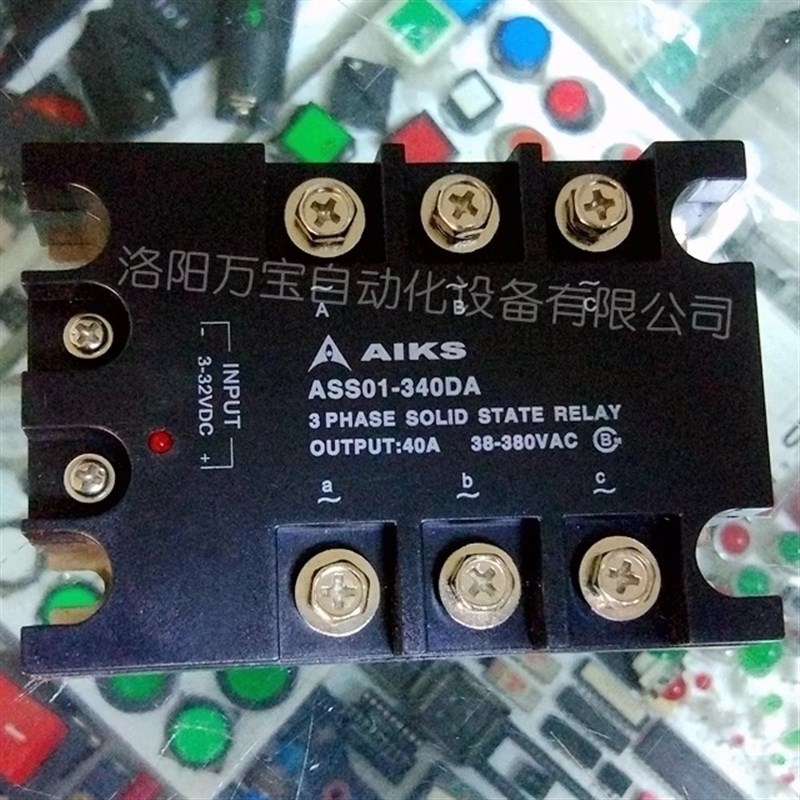 洛阳万宝自动化设备有限公司
~ ~ ~
A B C
AIKS
ASS01-340DA
3 PHASE SOLID STATE RELAY
OUTPUT:40A 38-380VAC
INPUT
3-32VDC
+
a b c
~ ~ ~